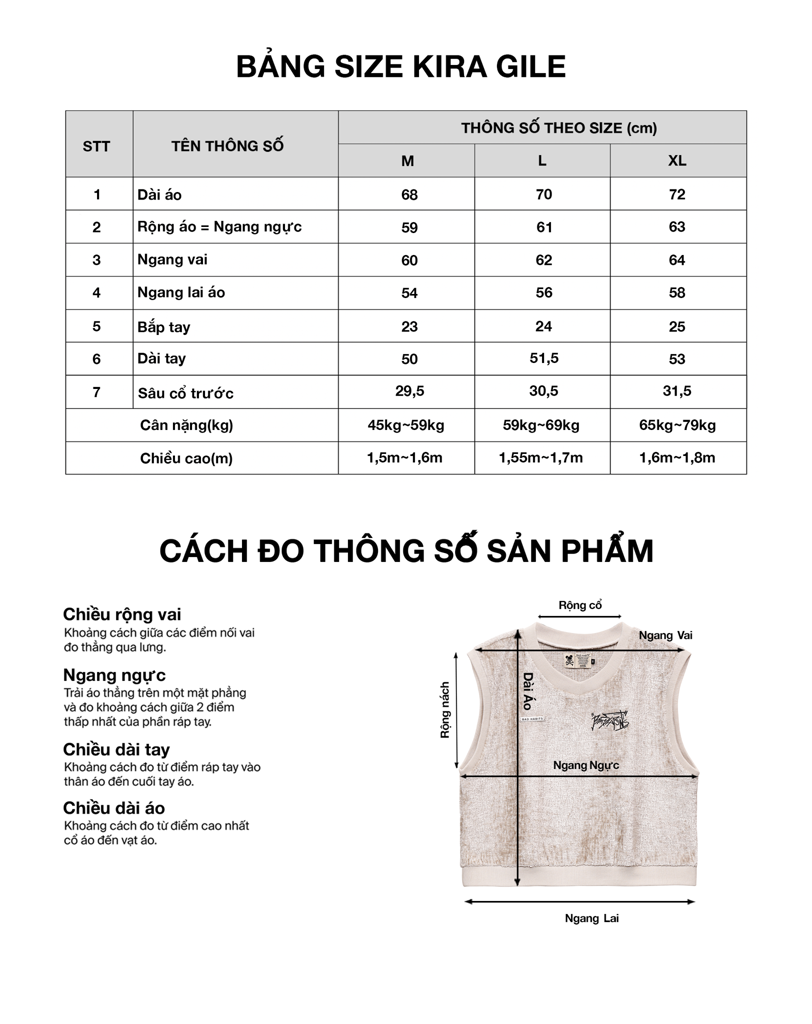 BẢNG SIZE KIRA GILE
STT TÊN THÔNG SỐ THÔNG SỐ THEO SIZE (cm)
M L XL
1 Dài áo 68 70 72
2 Rộng áo = Ngang ngực 59 61 63
3 Ngang vai 60 62 64
4 Ngang lai áo 54 56 58
5 Bắp tay 23 24 25
6 Dài tay 50 51,5 53
7 Sâu cổ trước 29,5 30,5 31,5
Cân nặng(kg) 45kg~59kg 59kg~69kg 65kg~79kg
Chiều cao(m) 1,5m~1,6m 1,55m~1,7m 1,6m~1,8m
CÁCH ĐO THÔNG SỐ SẢN PHẨM
Chiều rộng vai
Khoảng cách giữa các điểm nối vai
đo thẳng qua lưng.
Ngang ngực
Trải áo thẳng trên một mặt phẳng
và đo khoảng cách giữa 2 điểm
thấp nhất của phần ráp tay.
Chiều dài tay
Khoảng cách đo từ điểm ráp tay vào
thân áo đến cuối tay áo.
Chiều dài áo
Khoảng cách đo từ điểm cao nhất
cổ áo đến vạt áo.
Rộng cổ
Ngang Vai
Dài Áo
Rộng nách
Ngang Ngực
Ngang Lai